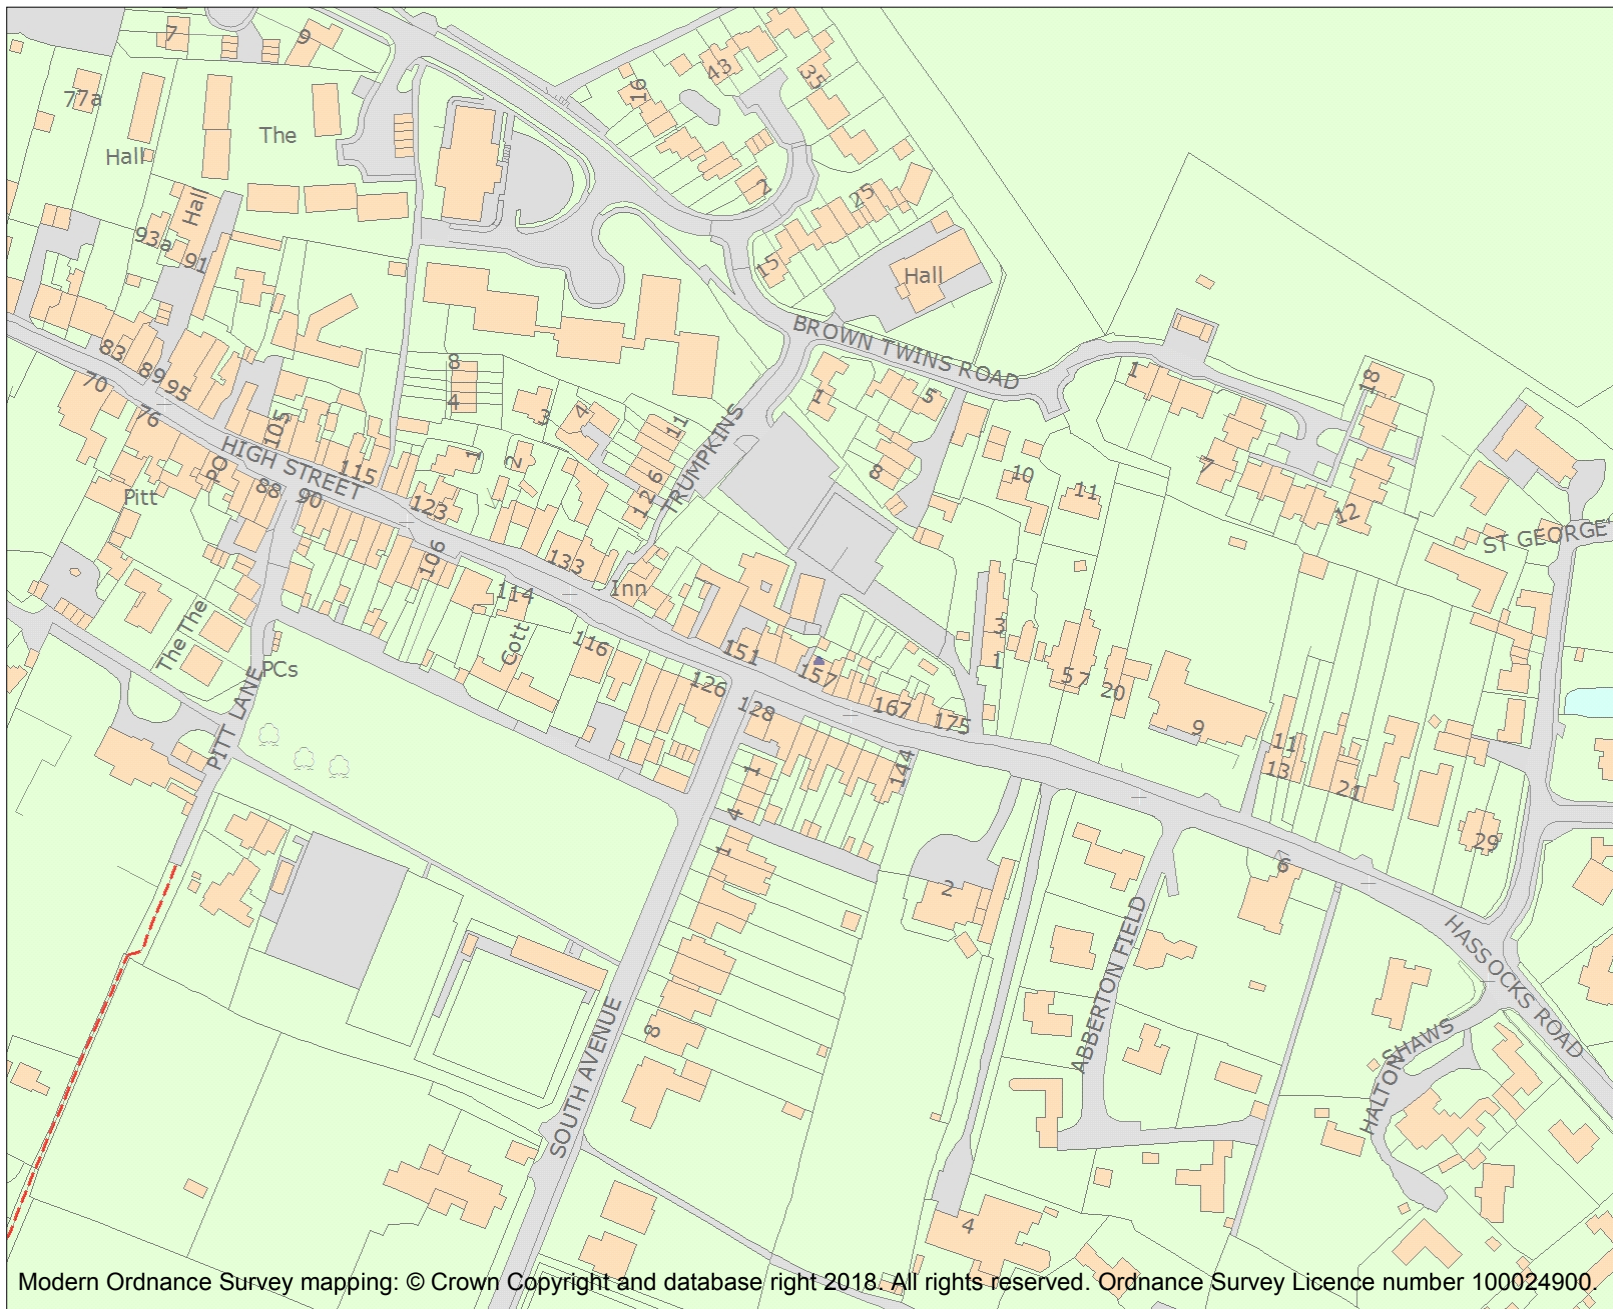 7
9
77a
The
Hall
16
43
35
2
25
15
Hall
93a
Hall
91
Hall
BROWN TWINS ROAD
83
89
95
70
76
105
HIGH STREET
115
PO
88
90
Pitt
8
4
3
4
11
1
2
123
12 6
TRUMPKINS
133
106
Inn
114
Cott
116
126
128
151
157
167
175
144
1
5
8
10
11
1
7
18
12
ST GEORGE'
3
1
5
7
20
9
11
13
21
29
6
The The
PCs
PITT LANE
1
4
1
8
2
SOUTH AVENUE
ABBERTON FIELD
HASSOCKS ROAD
HALTON SHAWS
4
Modern Ordnance Survey mapping: © Crown Copyright and database right 2018. All rights reserved. Ordnance Survey Licence number 100024900.